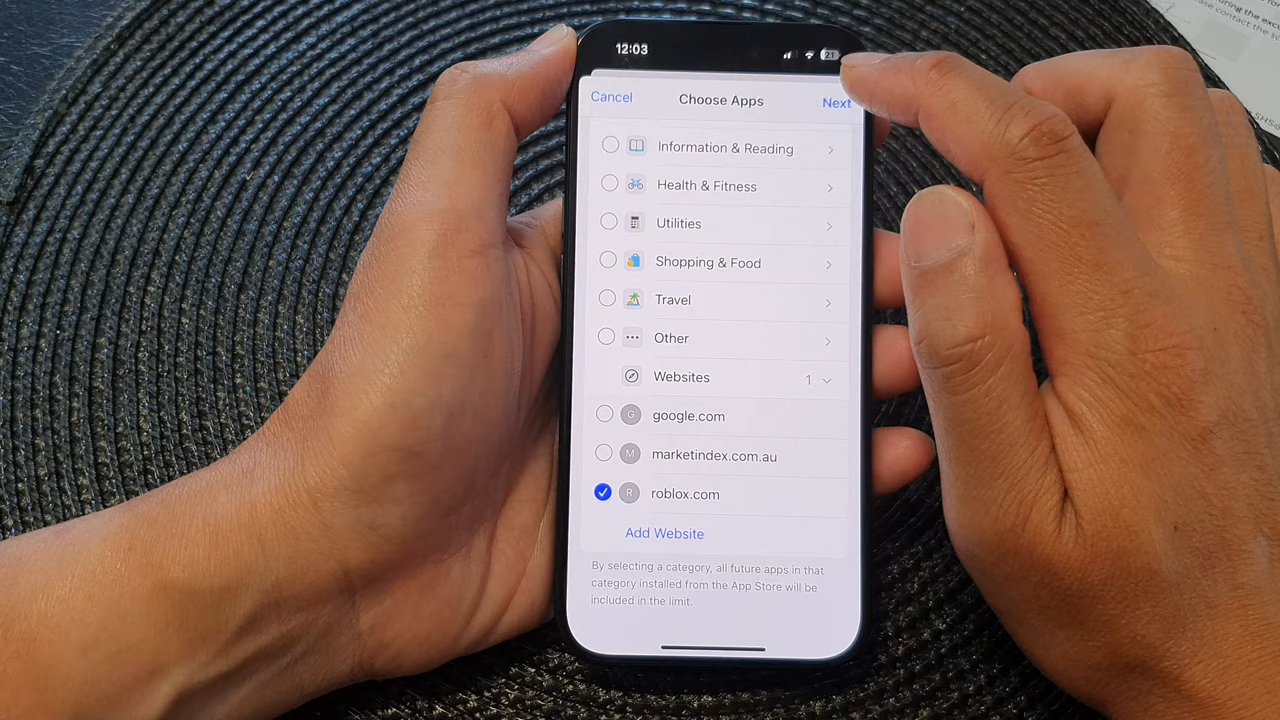 12:03
21
Cancel
Choose Apps
Next
Information & Reading
Health & Fitness
Utilities
Shopping & Food
Travel
Other
Websites
1
G
google.com
M
marketindex.com.au
R
roblox.com
Add Website
By selecting a category, all future apps in that
category installed from the App Store will be
included in the limit.